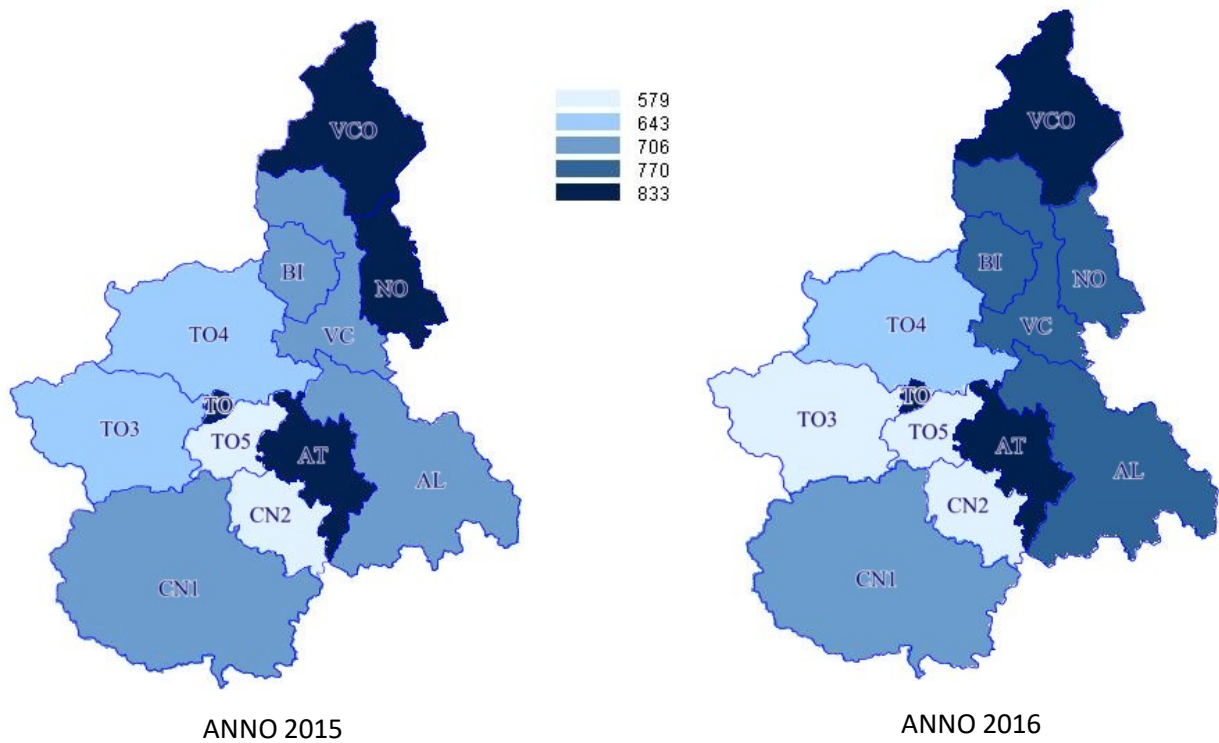 VCO
BI
NO
TO4
VC
TO
TO3
TO5
AT
AL
CN2
CN1
ANNO 2015
579
643
706
770
833
VCO
BI
NO
TO4
VC
TO
TO3
TO5
AT
AL
CN2
CN1
ANNO 2016